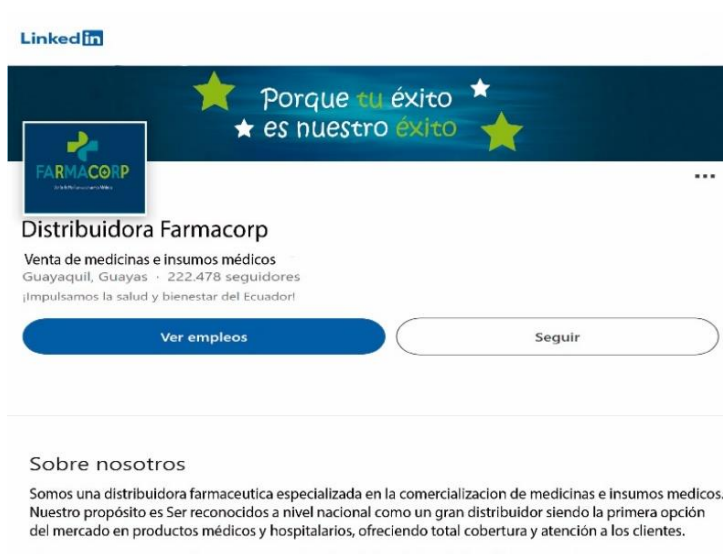 Linked in
Porque tu éxito
es nuestro éxito
FARMACORP
Distribuidora Farmacorp
Venta de medicinas e insumos médicos
Guayaquil, Guayas · 222.478 seguidores
¡Impulsamos la salud y bienestar del Ecuador!
Ver empleos
Seguir
Sobre nosotros
Somos una distribuidora farmaceutica especializada en la comercializacion de medicinas e insumos medicos.
Nuestro propósito es Ser reconocidos a nivel nacional como un gran distribuidor siendo la primera opción
del mercado en productos médicos y hospitalarios, ofreciendo total cobertura y atención a los clientes.